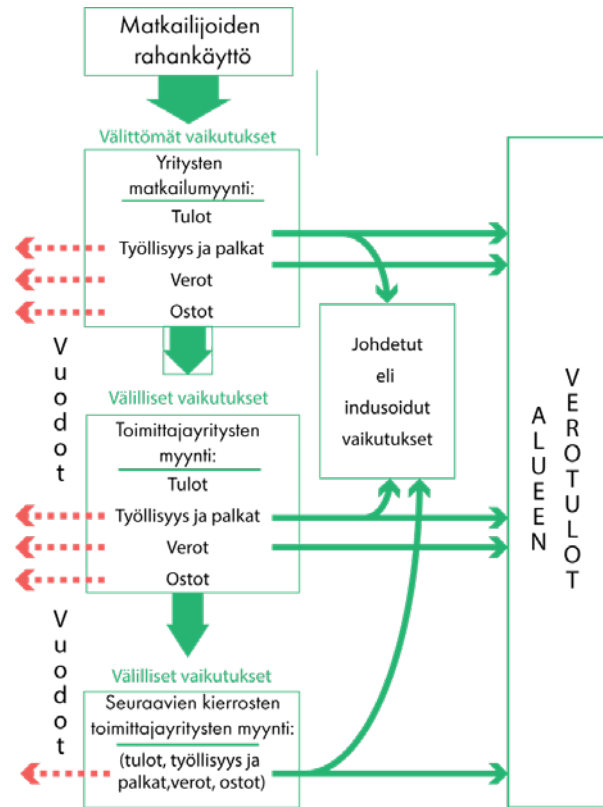 Matkailijoiden
rahankäyttö
Välittömät vaikutukset
Yritysten
matkailumyynti:
Tulot
Työllisyys ja palkat
Verot
Ostot
Vuodot
Johdetut
eli
indusoidut
vaikutukset
ALUEEN
VEROTULOT
Välilliset vaikutukset
Toimittajayritysten
myynti:
Tulot
Työllisyys ja palkat
Verot
Ostot
Vuodot
Välilliset vaikutukset
Seuraavien kierrosten
toimittajayritysten myynti:
(tulot, työllisyys ja
palkat,verot, ostot)